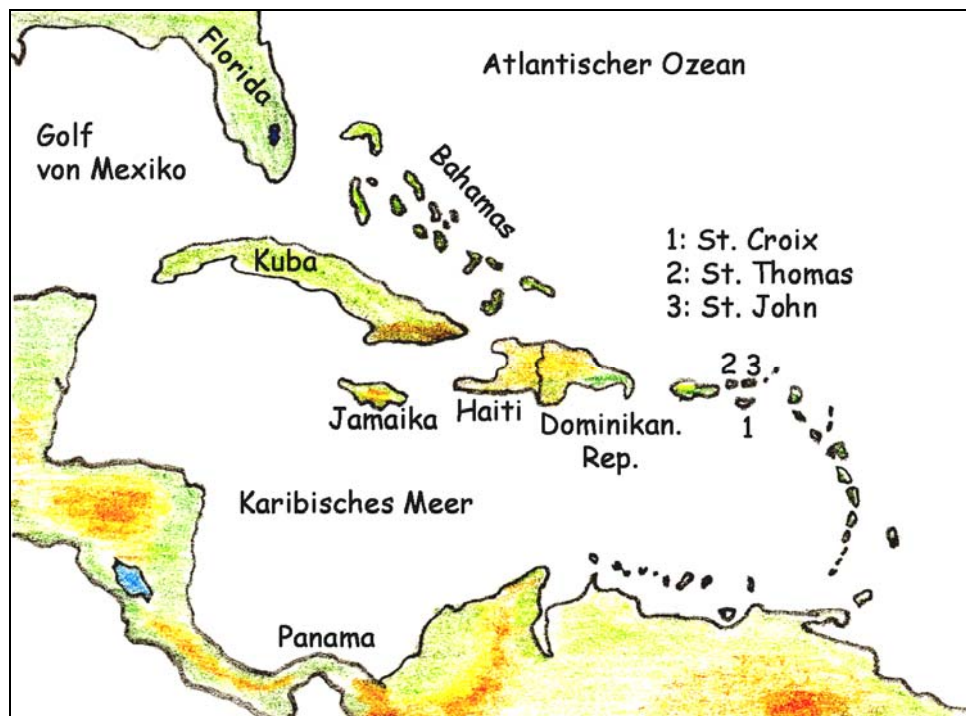 Florida
Atlantischer Ozean
Golf
von Mexiko
Bahamas
1: St. Croix
2: St. Thomas
3: St. John
Kuba
2 3
1
Jamaika
Haiti
Dominikan.
Rep.
Karibisches Meer
Panama